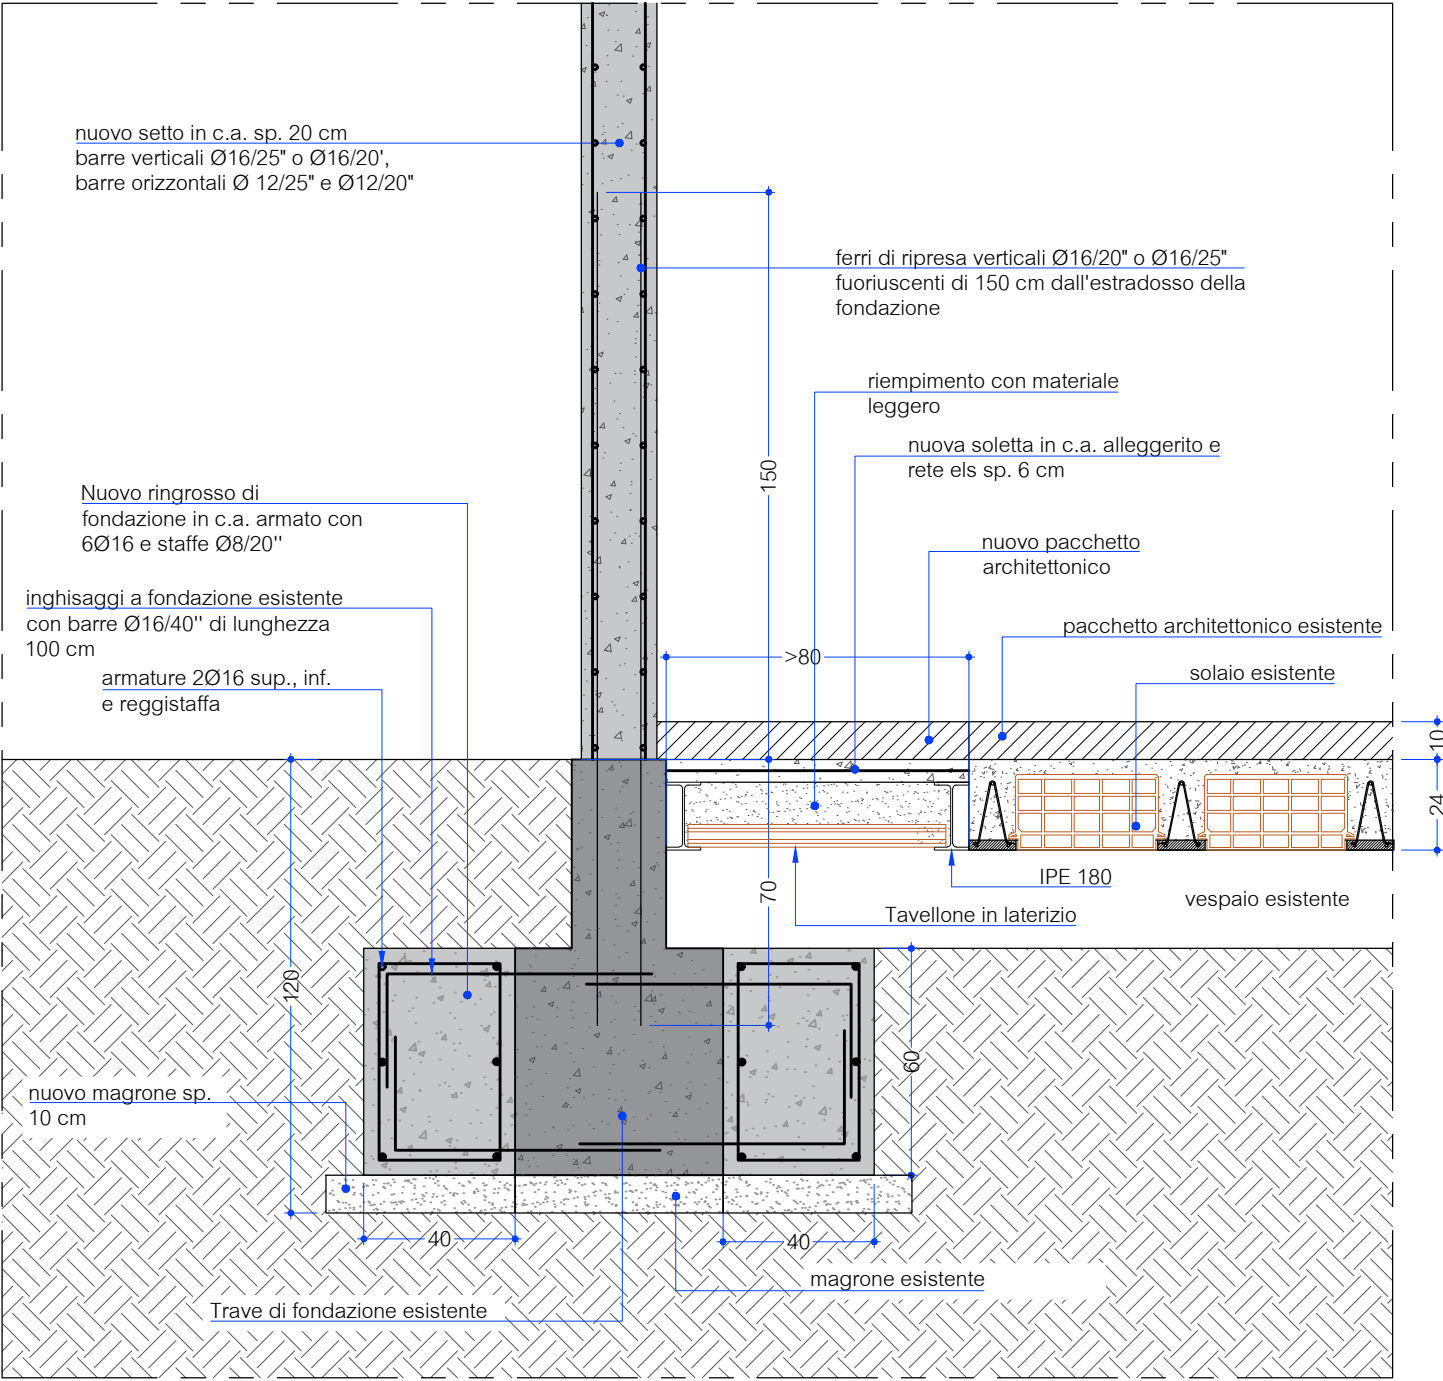 nuovo setto in c.a. sp. 20 cm
barre verticali Ø16/25" o Ø16/20',
barre orizzontali Ø 12/25" e Ø12/20"
ferri di ripresa verticali Ø16/20" o Ø16/25"
fuoriuscenti di 150 cm dall'estradosso della
fondazione
riempimento con materiale
leggero
nuova soletta in c.a. alleggerito e
rete els sp. 6 cm
150
Nuovo ringrosso di
fondazione in c.a. armato con
6Ø16 e staffe Ø8/20''
nuovo pacchetto
architettonico
inghisaggi a fondazione esistente
con barre Ø16/40'' di lunghezza
100 cm
pacchetto architettonico esistente
>80
solaio esistente
armature 2Ø16 sup., inf.
e reggistaffa
10
24
IPE 180
70
vespaio esistente
Tavellone in laterizio
120
60
nuovo magrone sp.
10 cm
40
40
magrone esistente
Trave di fondazione esistente